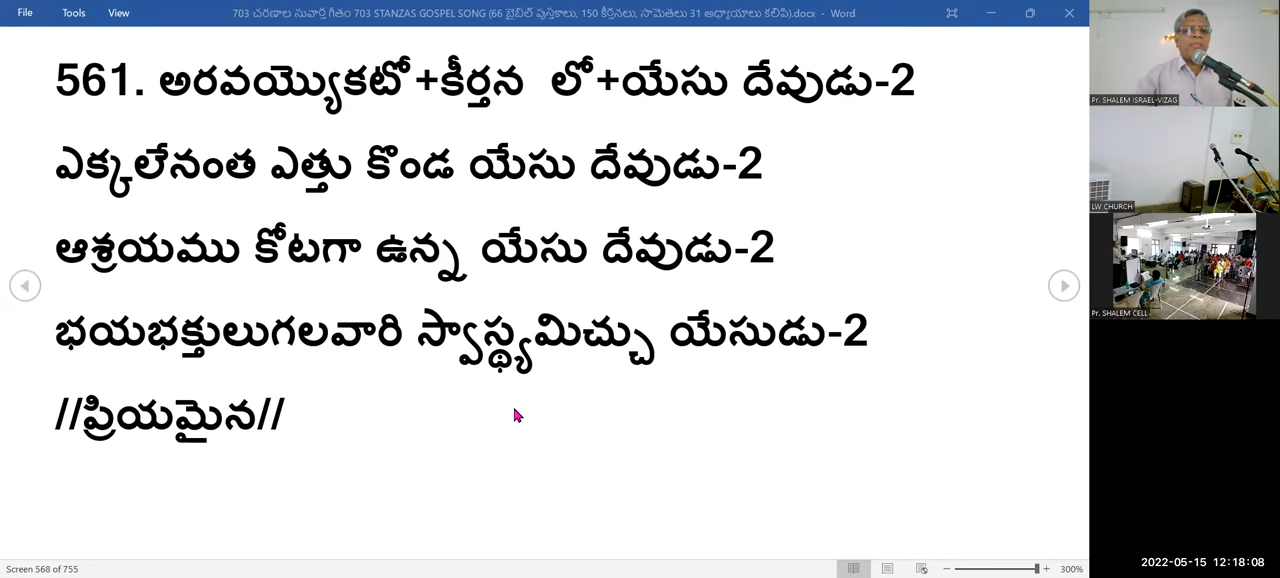 File Tools View 703 చరణాల సువార్త గీతం 703 STANZAS GOSPEL SONG (66 బైబిల్ పుస్తకాలు, 150 కీర్తనలు, సామెతలు 31 అధ్యాయాలు కలిపి).docx - Word
561. అరవయ్యొకటో+కీర్తన లో+యేసు దేవుడు-2
ఎక్కలేనంత ఎత్తు కొండ యేసు దేవుడు-2
ఆశ్రయము కోటగా ఉన్న యేసు దేవుడు-2
భయభక్తులుగలవారి స్వాస్థ్యమిచ్చు యేసుడు-2
//ప్రియమైన//
Pr. SHALEM ISRAEL-VIZAG
LW CHURCH
Pr. SHALEM CELL
2022-05-15 12:18:08
Screen 568 of 755
300%